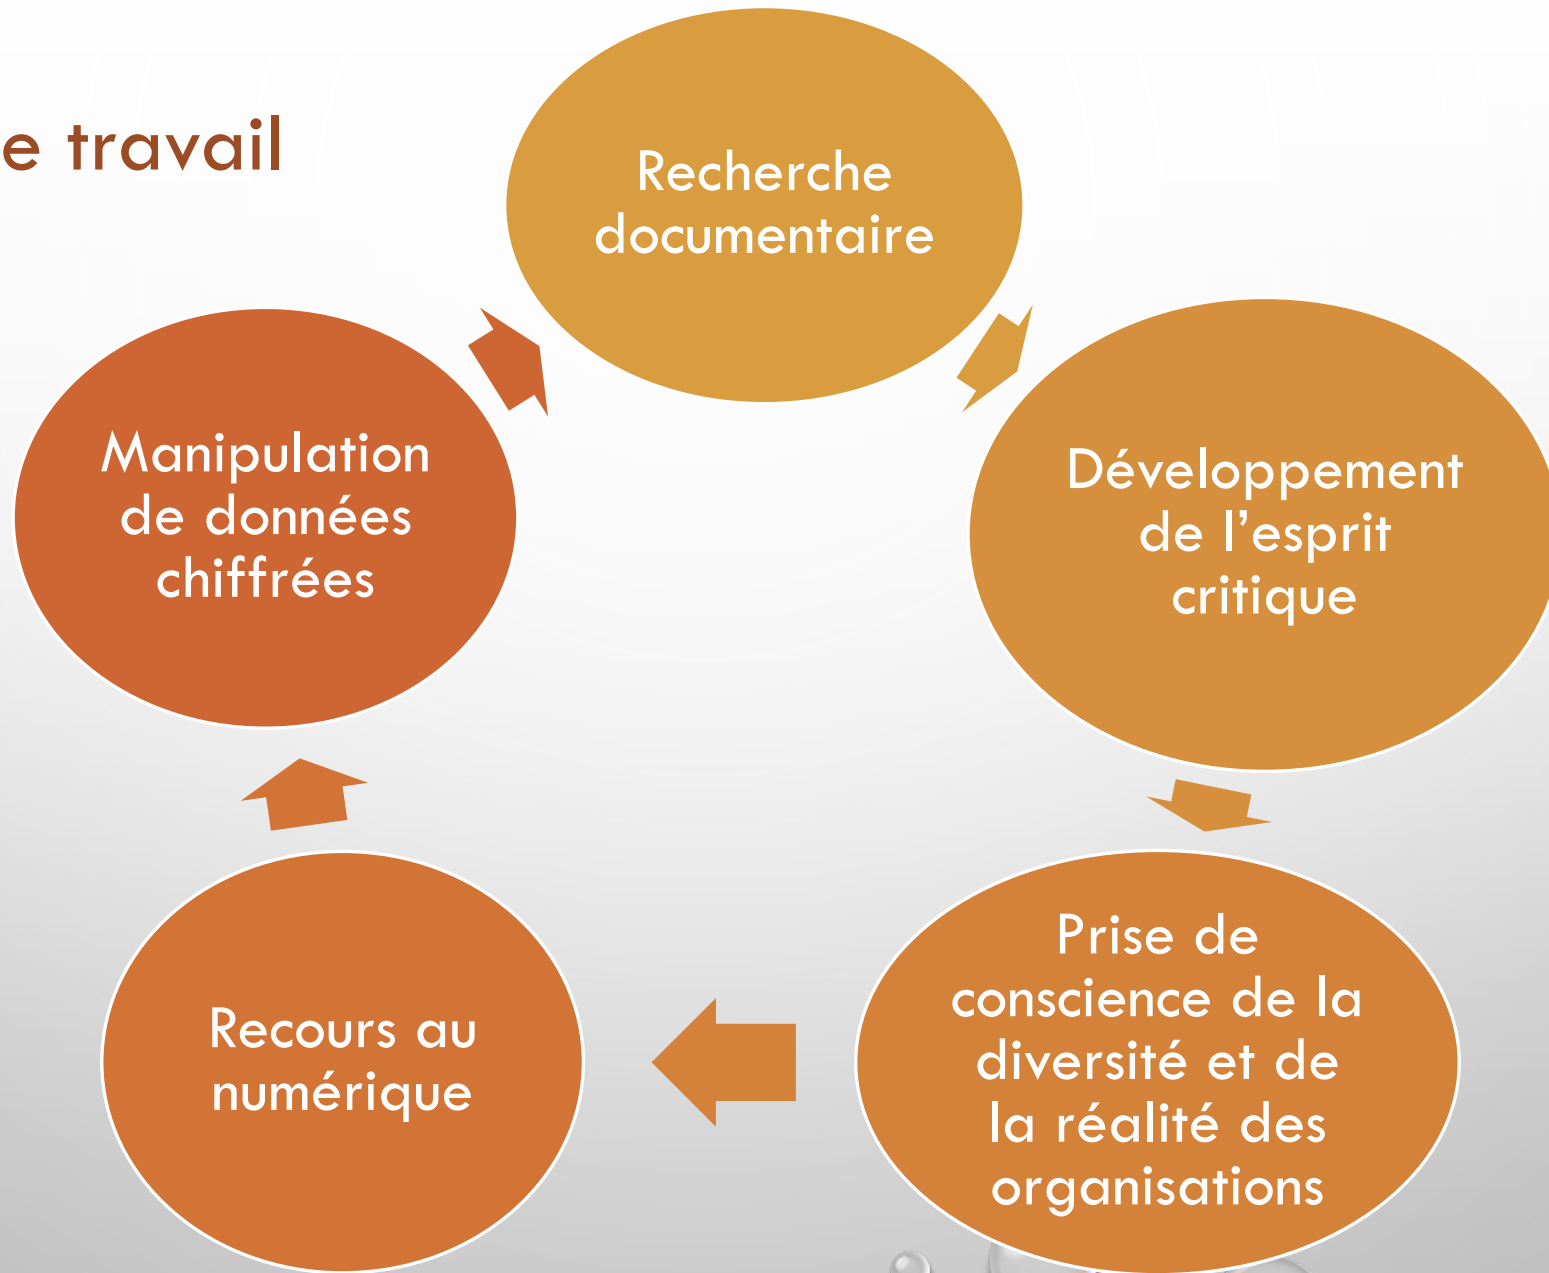 e travail
Recherche
documentaire
Développement
de l’esprit
critique
Prise de
conscience de la
diversité et de
la réalité des
organisations
Recours au
numérique
Manipulation
de données
chiffrées